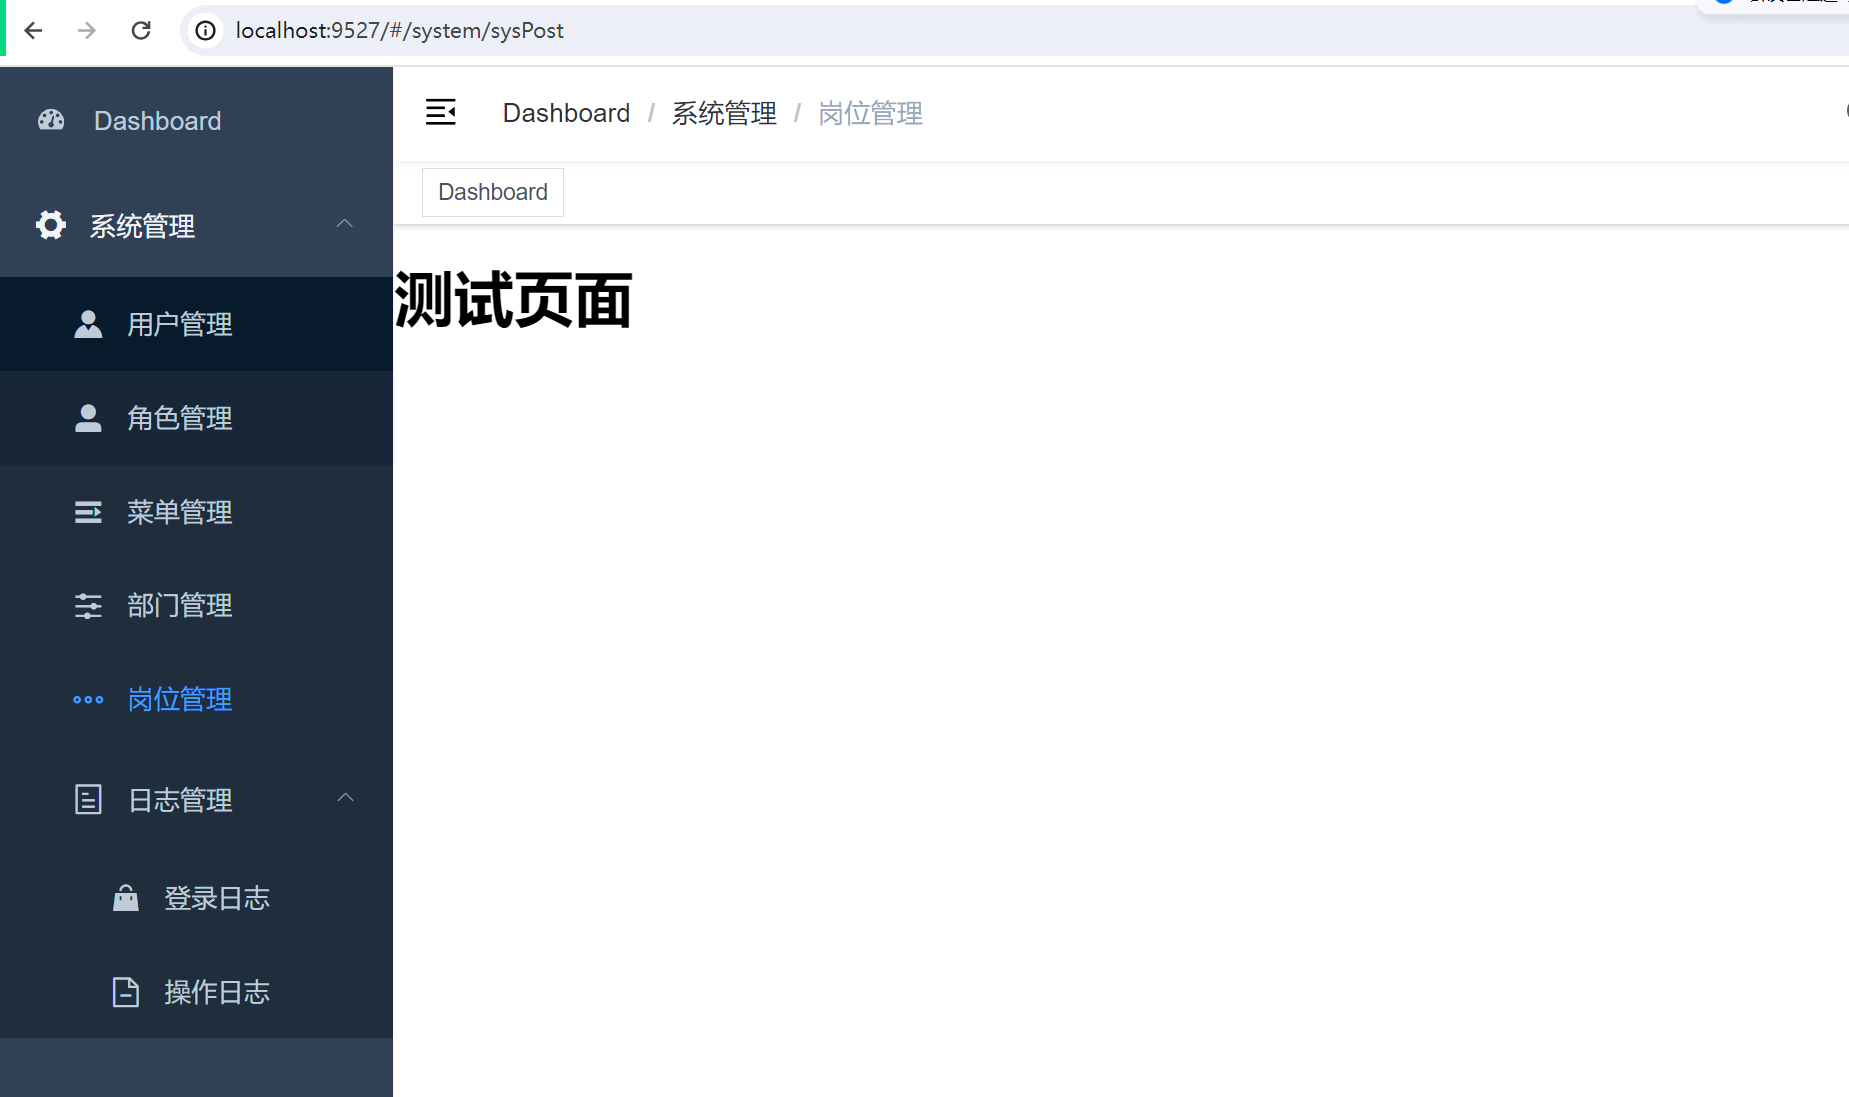 localhost:9527/#/system/sysPost
Dashboard
系统管理
用户管理
角色管理
菜单管理
部门管理
岗位管理
日志管理
登录日志
操作日志
Dashboard / 系统管理 / 岗位管理
Dashboard
测试页面